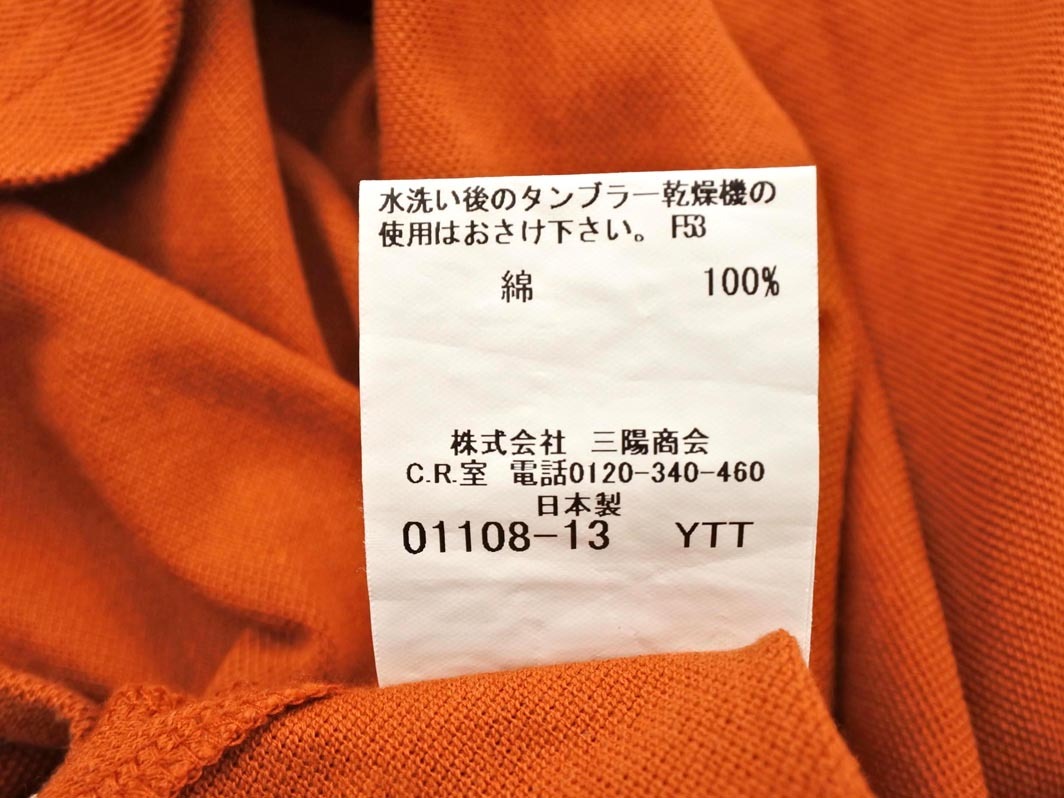 水洗い後のタンブラー乾燥機の
使用はおさけ下さい。 F53
綿 100%
株式会社 三陽商会
C.R.室 電話0120-340-460
日本製
01108-13 YTT